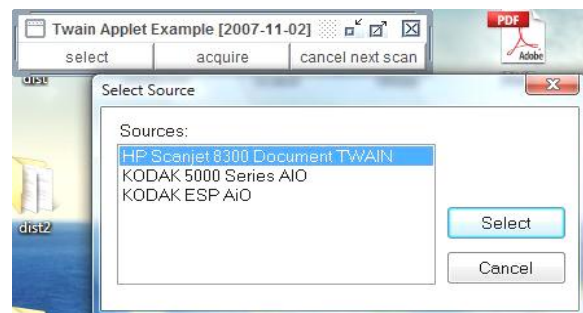 Twain Applet Example [2007-11-02]
select acquire cancel next scan
PDF
Adobe
Select Source
Sources:
HP Scanjet 8300 Document TWAIN
KODAK 5000 Series AIO
KODAK ESP AiO
dist2
Select
Cancel